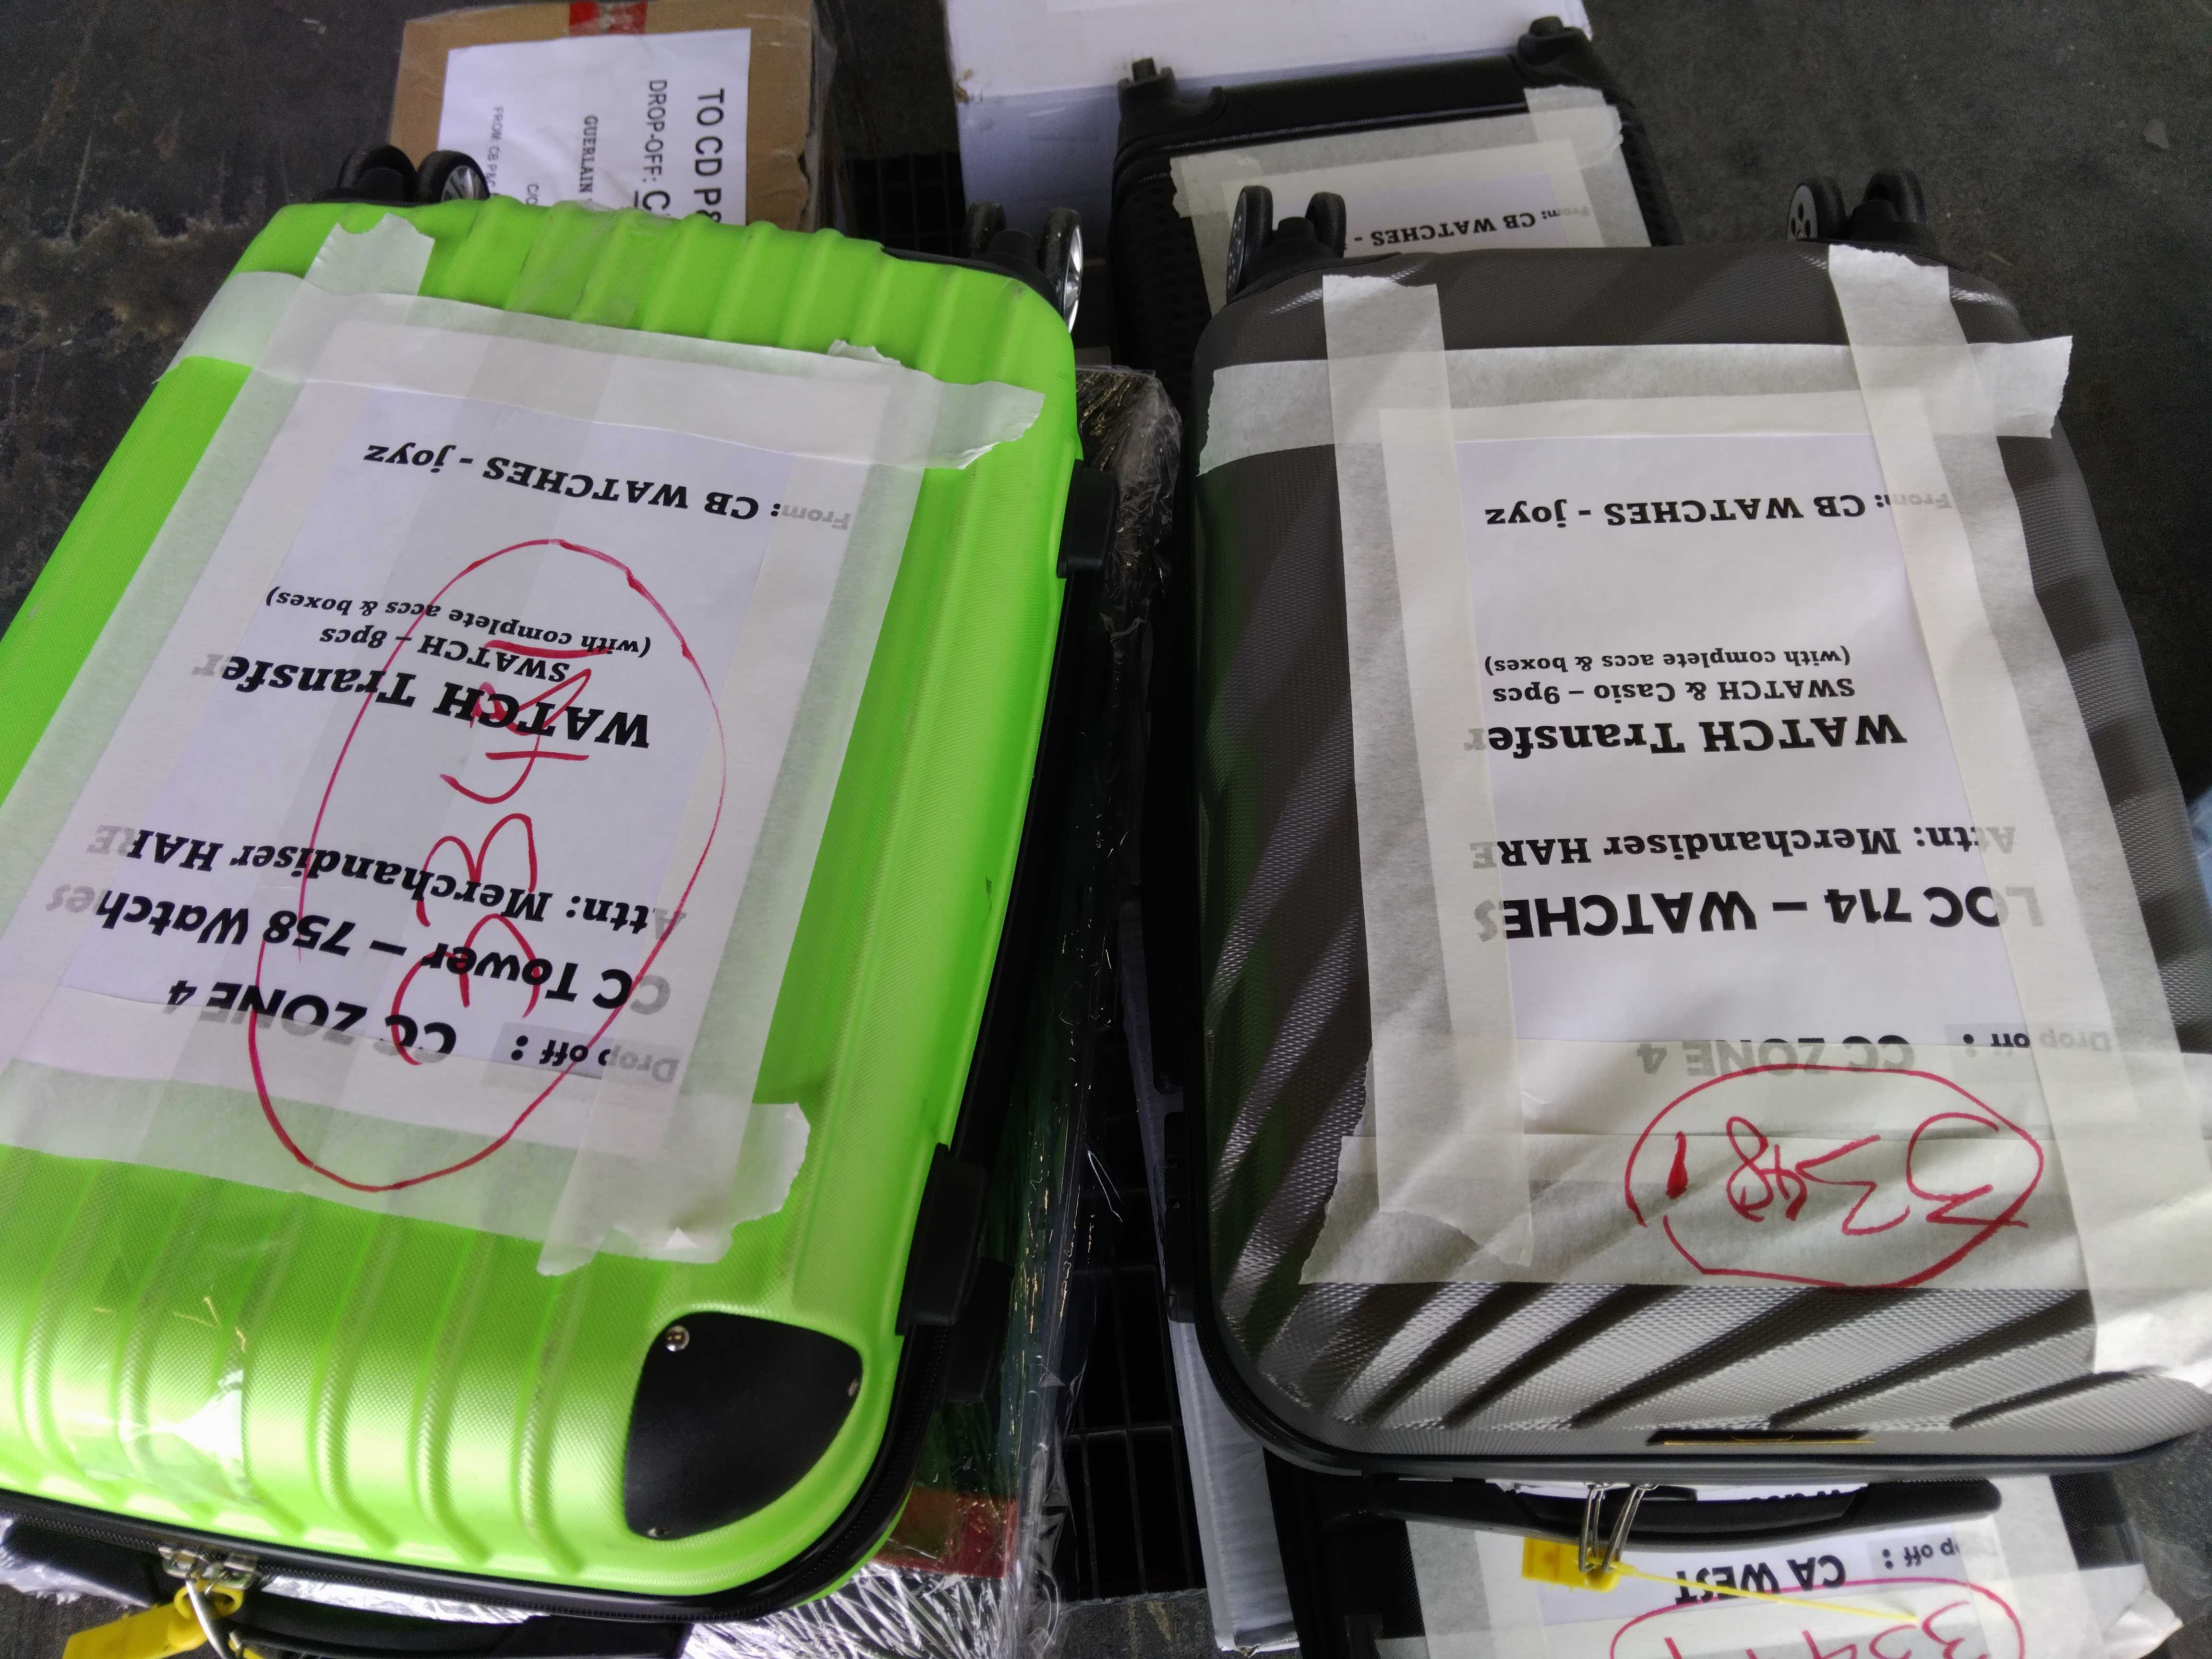 TO CD P&
DROP-OFF: C
GUERLAIN
FROM: CB P&C
From: CB WATCHES -
Drop off : CC ZONE 4
CC Tower – 758 Watches
Attn: Merchandiser HARE
WATCH Transfer
SWATCH – 8pcs
(with complete accs & boxes)
From: CB WATCHES - joyz
Drop off : CC ZONE 4
LOC 714 – WATCHES
Attn: Merchandiser HARE
WATCH Transfer
SWATCH & Casio – 9pcs
(with complete accs & boxes)
From: CB WATCHES - joyz
op off : CA WEST